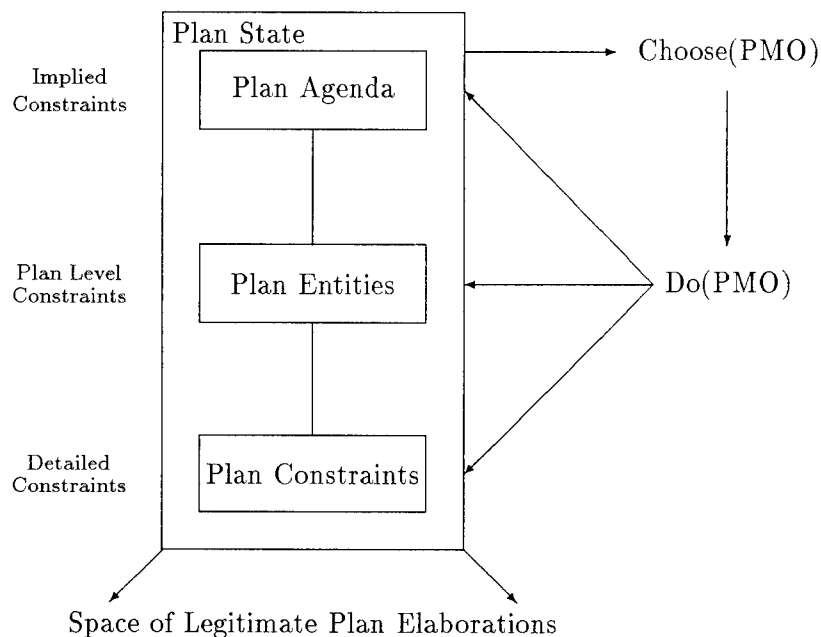 Plan State
Choose(PMO)
Implied
Constraints
Plan Agenda
Plan Level
Constraints
Plan Entities
Do(PMO)
Detailed
Constraints
Plan Constraints
Space of Legitimate Plan Elaborations